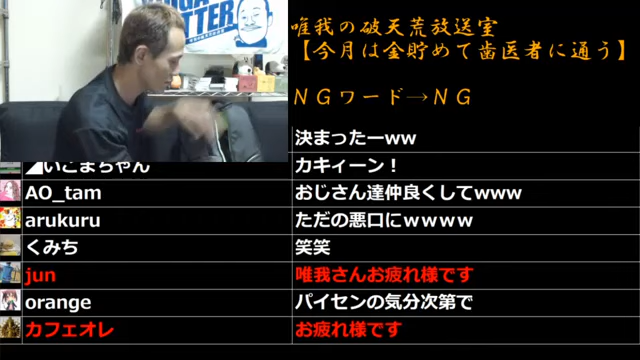 唯我の破天荒放送室
【今月は金貯めて歯医者に通う】
NGワード→NG
TTER
決まったーww
いこまちゃん カキィーン！
AO_tam おじさん達仲良くしてwww
arukuru ただの悪口にwwww
くみち 笑笑
jun 唯我さんお疲れ様です
orange パイセンの気分次第で
カフェオレ お疲れ様です